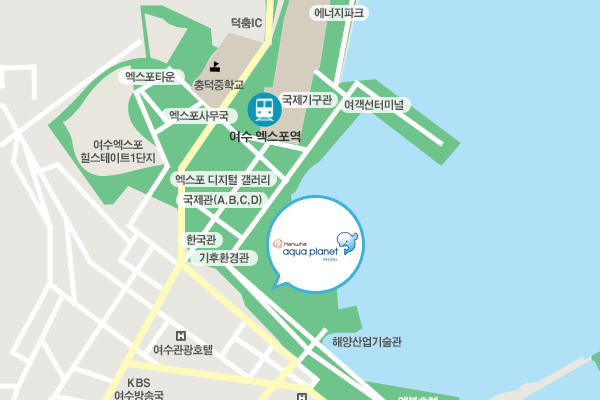 덕충IC
에너지파크
엑스포타운
충덕중학교
국제기구관
여객선터미널
엑스포사무국
여수 엑스포역
여수엑스포
힐스테이트1단지
엑스포 디지털 갤러리
국제관(A,B,C,D)
한국관
기후환경관
Hanwha
aqua planet
해양산업기술관
H
여수관광호텔
KBS
여수방송국
H